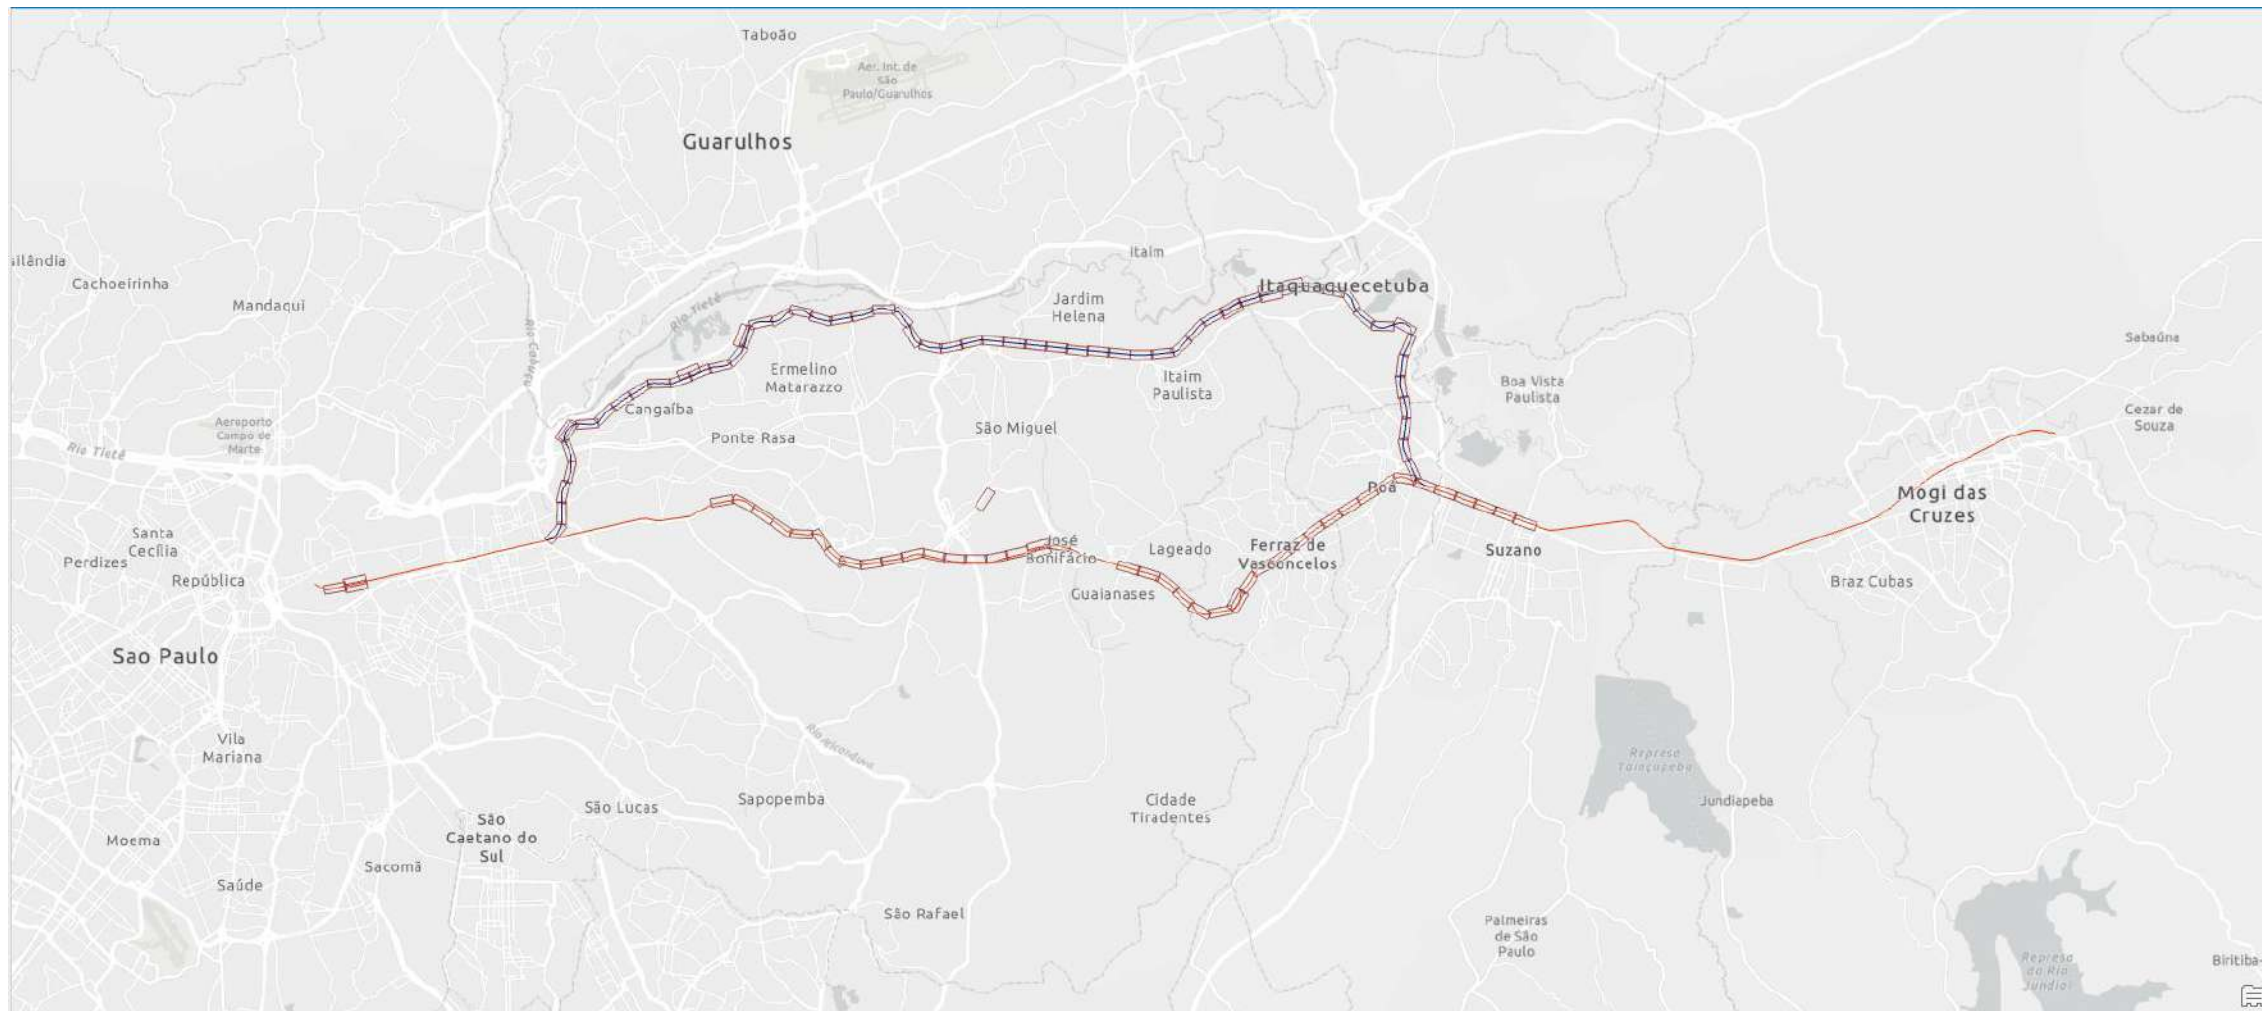 Taboão
Aer. Int. de
São
Paulo/Guarulhos
Guarulhos
Itaim
Cachoeirinha
Mandaqui
Rio Tietê
Jardim
Helena
Itaquaquecetuba
Sabaúna
Ermelino
Matarazzo
Itaim
Paulista
Boa Vista
Paulista
Cangaíba
Cezar de
Souza
Aeroporto
Campo de
Marte
Rio Tietê
Ponte Rasa
São Miguel
Poá
Mogi das
Cruzes
Santa
Cecília
Perdizes
República
José
Bonifácio
Lageado
Ferraz de
Vasconcelos
Suzano
Guaianases
Braz Cubas
Sao Paulo
Vila
Mariana
Represa
Taiaçupeba
São Lucas
Sapopemba
Cidade
Tiradentes
Jundiapeba
São
Caetano do
Sul
Moema
Sacomã
Saúde
São Rafael
Palmeiras
de São
Paulo
Represa
do Rio
Jundiaí